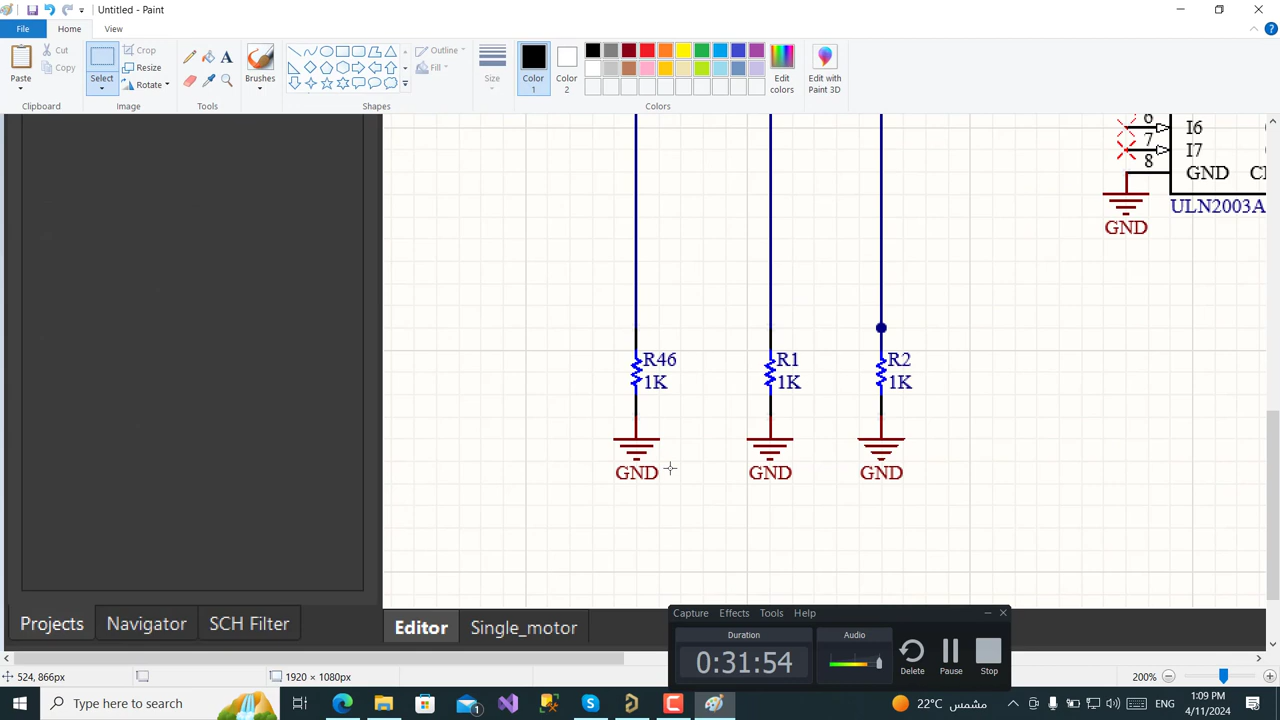 Untitled - Paint
File
Home
View
Paste
Cut
Copy
Clipboard
Select
Crop
Resize
Rotate
Image
Tools
Brushes
Outline
Fill
Shapes
Size
Color 1
Color 2
Edit colors
Colors
Edit with Paint 3D
6
I6
7
I7
8
GND
ULN2003A
GND
R46
1K
R1
1K
R2
1K
GND
GND
GND
Projects
Navigator
SCH Filter
Editor
Single_motor
Capture
Effects
Tools
Help
Duration
0:31:54
Audio
Delete
Pause
Stop
524, 866px
1920 × 1080px
200%
Type here to search
22°C
مشمس
ENG
1:09 PM
4/11/2024